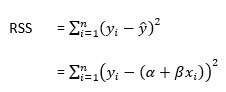 RSS = ∑ᵢ₌₁ⁿ(yᵢ − ŷ)²
= ∑ᵢ₌₁ⁿ(yᵢ − (α + βxᵢ))²